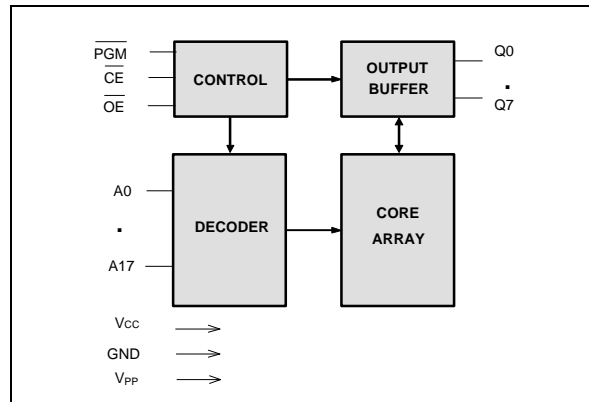 PGM
CE
OE
CONTROL
OUTPUT
BUFFER
Q0
.
Q7
A0
.
A17
DECODER
CORE
ARRAY
VCC
GND
VPP